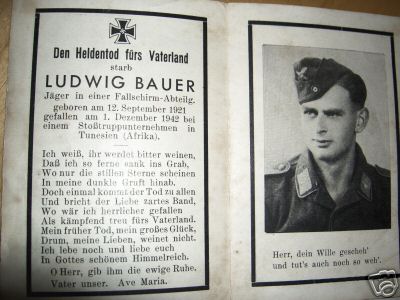 Den Heldentod fürs Vaterland
starb
LUDWIG BAUER
Jäger in einer Fallschirm-Abteilg.
geboren am 12. September 1921
gefallen am 1. Dezember 1942 bei
einem Stoßtruppunternehmen in
Tunesien (Afrika).
Ich weiß, ihr werdet bitter weinen,
Daß ich so ferne sank ins Grab,
Wo nur die stillen Sterne scheinen
In meine dunkle Gruft hinab.
Doch einmal kommt der Tod zu allen
Und bricht der Liebe zartes Band,
Wo wär ich herrlicher gefallen
Als kämpfend treu fürs Vaterland.
Mein früher Tod, mein großes Glück,
Drum, meine Lieben, weinet nicht.
Ich lebe noch und liebe euch
In Gottes schönem Himmelreich.
O Herr, gib ihm die ewige Ruhe.
Vater unser. Ave Maria.
Herr, dein Wille gescheh'
und tut's auch noch so weh'.
ebay